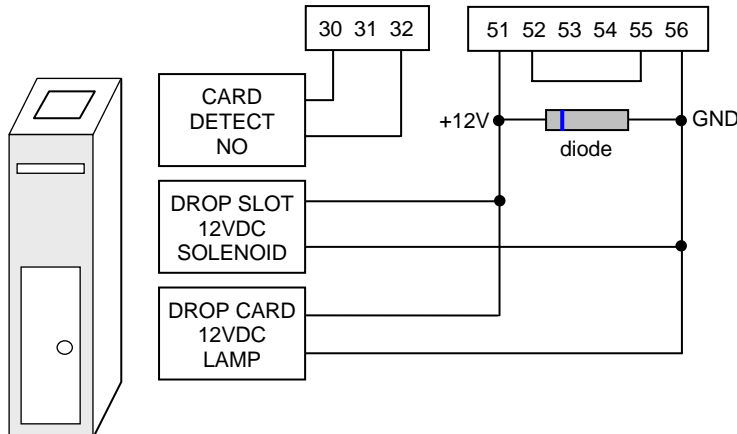 30 31 32
51 52 53 54 55 56
CARD
DETECT
NO
+12V
GND
diode
DROP SLOT
12VDC
SOLENOID
DROP CARD
12VDC
LAMP